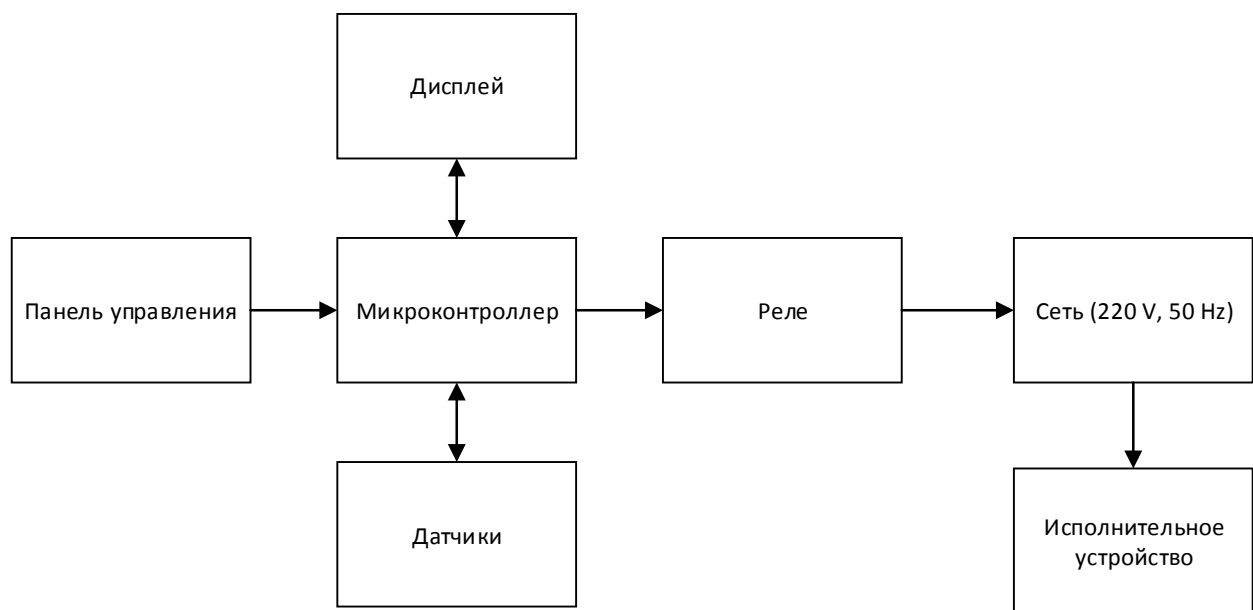 Дисплей
Панель управления
Микроконтроллер
Реле
Сеть (220 V, 50 Hz)
Датчики
Исполнительное
устройство